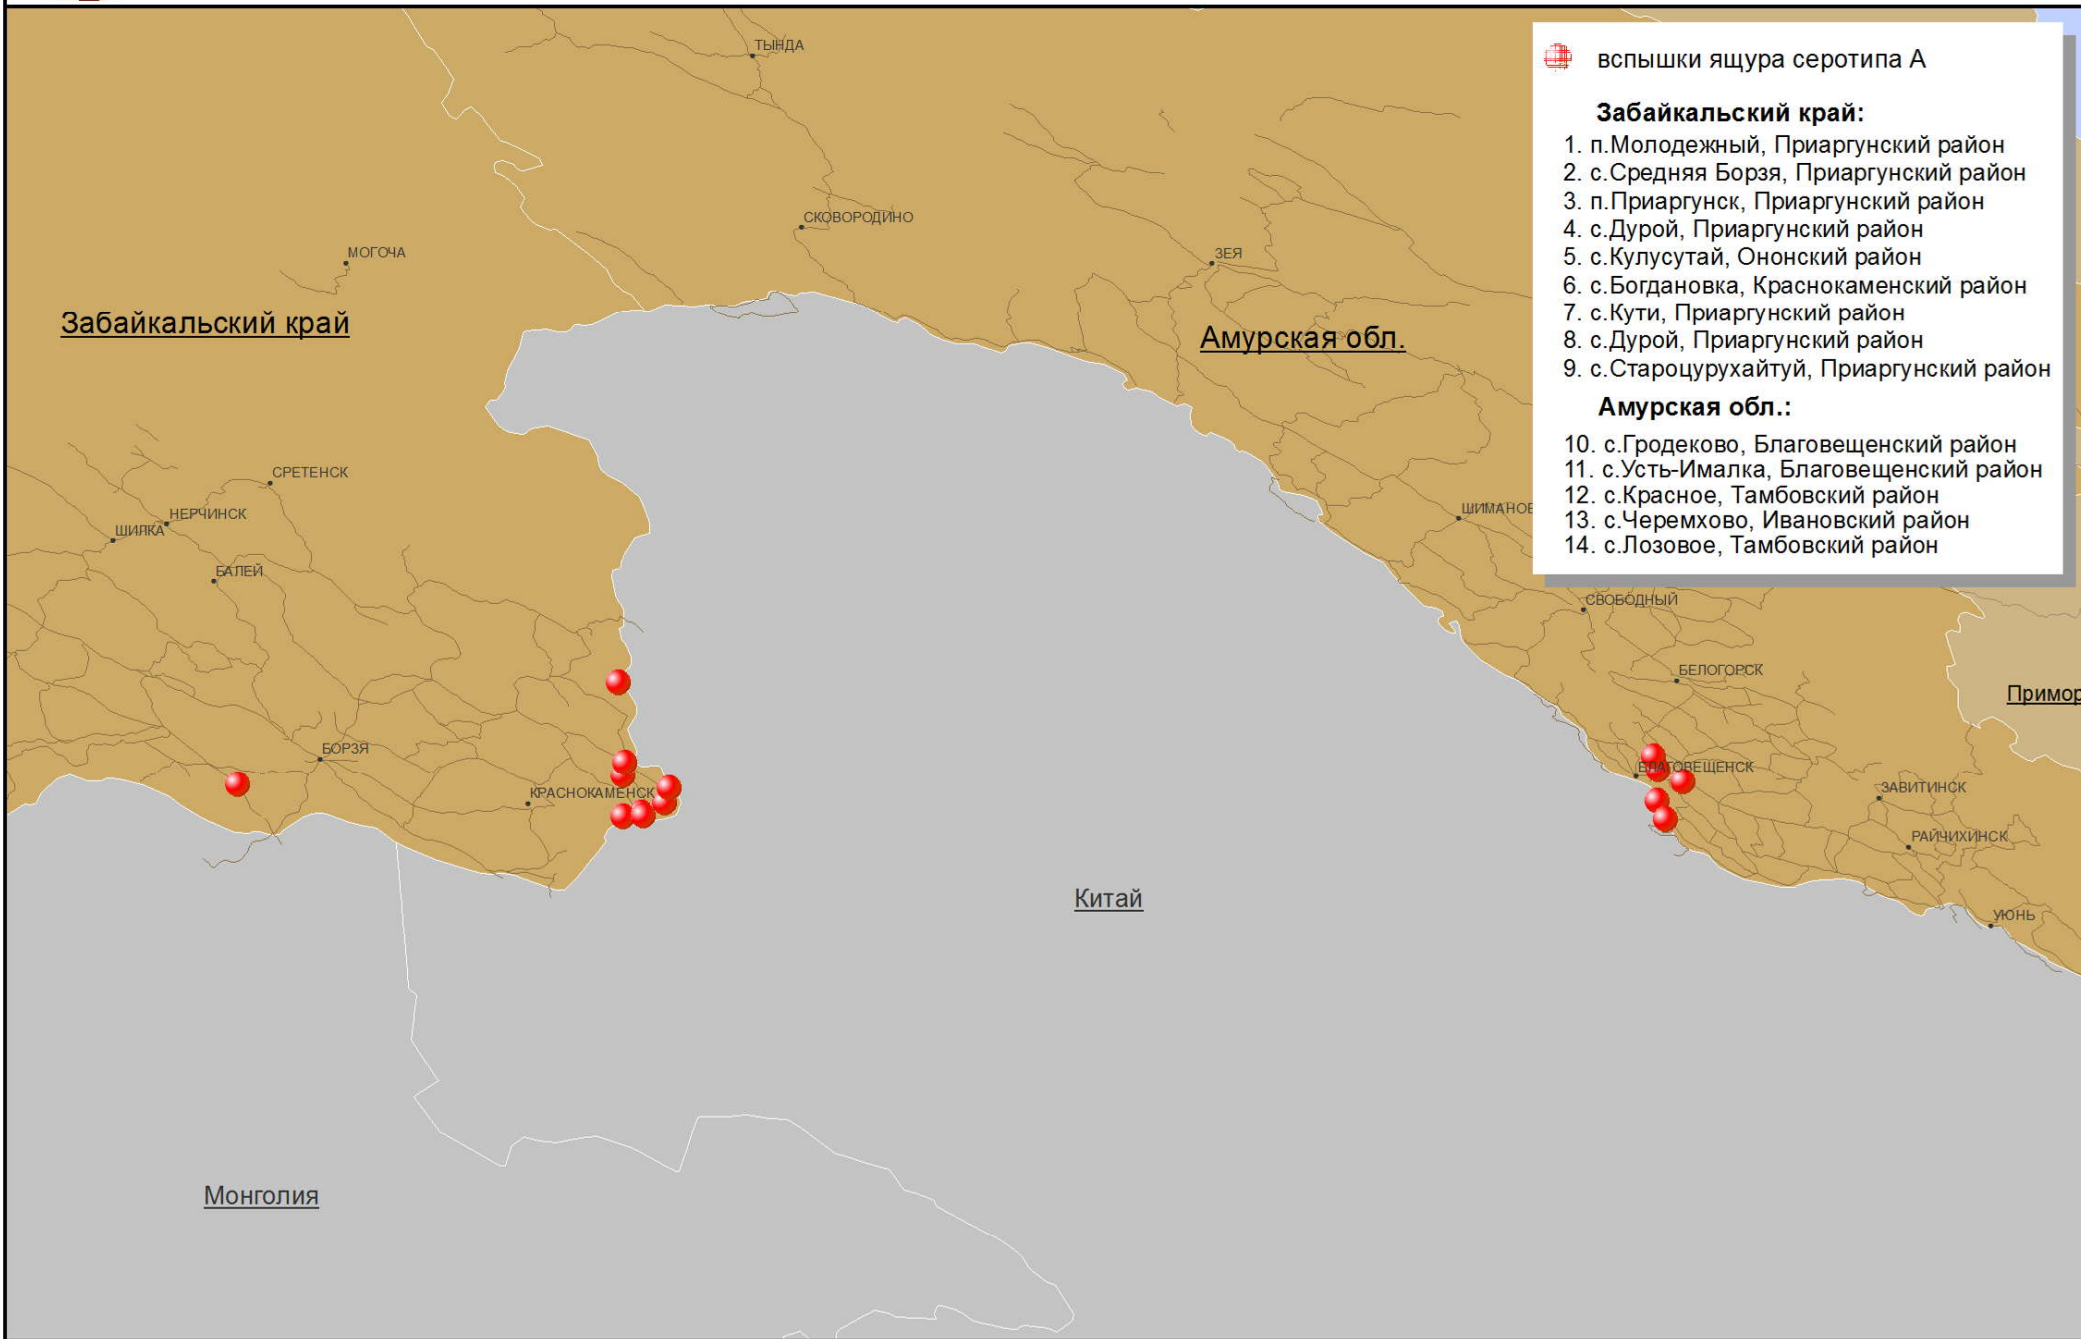 ТЫНДА
вспышки ящура серотипа А
Забайкальский край:
1. п.Молодежный, Приаргунский район
2. с.Средняя Борзя, Приаргунский район
3. п.Приаргунск, Приаргунский район
4. с.Дурой, Приаргунский район
5. с.Кулусутай, Ононский район
6. с.Богдановка, Краснокаменский район
7. с.Кути, Приаргунский район
8. с.Дурой, Приаргунский район
9. с.Староцурухайтуй, Приаргунский район
Амурская обл.:
10. с.Гродеково, Благовещенский район
11. с.Усть-Ималка, Благовещенский район
12. с.Красное, Тамбовский район
13. с.Черемхово, Ивановский район
14. с.Лозовое, Тамбовский район
СКОВОРОДИНО
МОГОЧА
ЗЕЯ
Забайкальский край
Амурская обл.
СРЕТЕНСК
НЕРЧИНСК
ШИЛКА
ШИМАНОВ
БАЛЕЙ
СВОБОДНЫЙ
БЕЛОГОРСК
Примор
БОРЗЯ
БЛАГОВЕЩЕНСК
КРАСНОКАМЕНСК
ЗАВИТИНСК
РАЙЧИХИНСК
Китай
УЮНЬ
Монголия